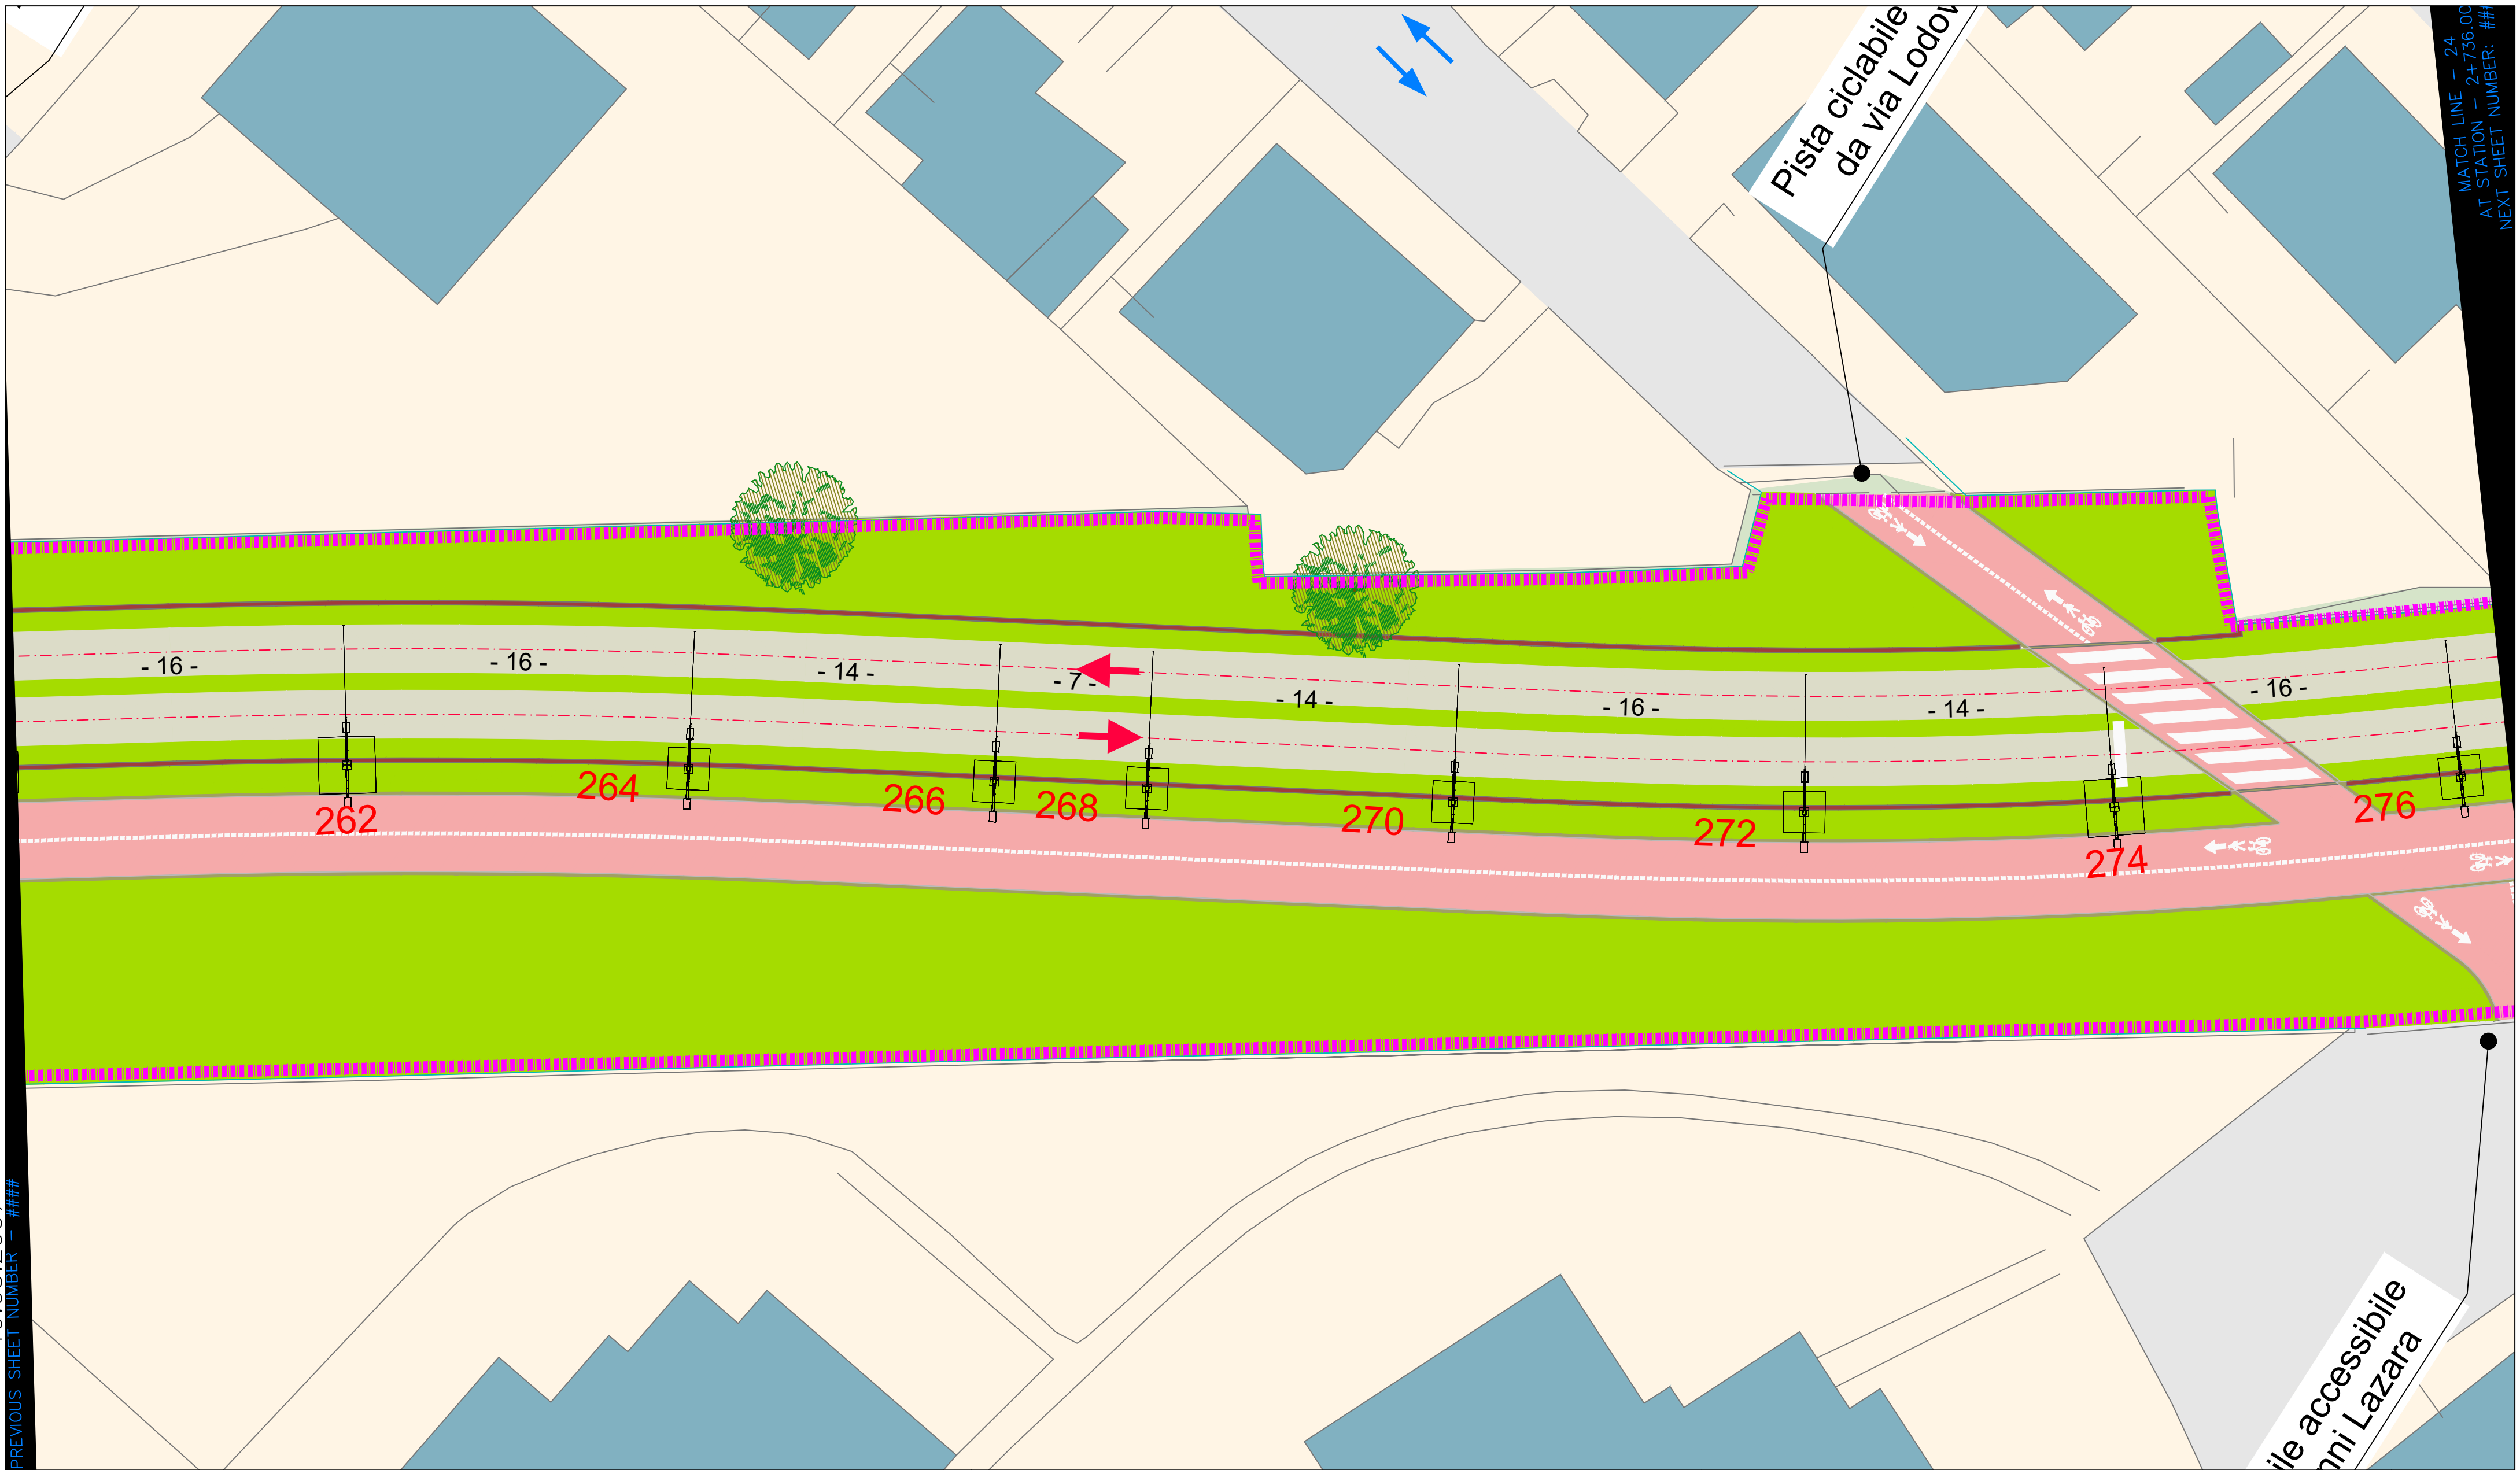 Pista ciclabile
da via Lodov
MATCH LINE - 24
AT STATION - 2+736.00
NEXT SHEET NUMBER: ##
- 16 -
- 16 -
- 14 -
- 7 -
- 14 -
- 16 -
- 14 -
- 16 -
262
264
266
268
270
272
274
276
PREVIOUS SHEET NUMBER - ####
ile accessibile
nni Lazara